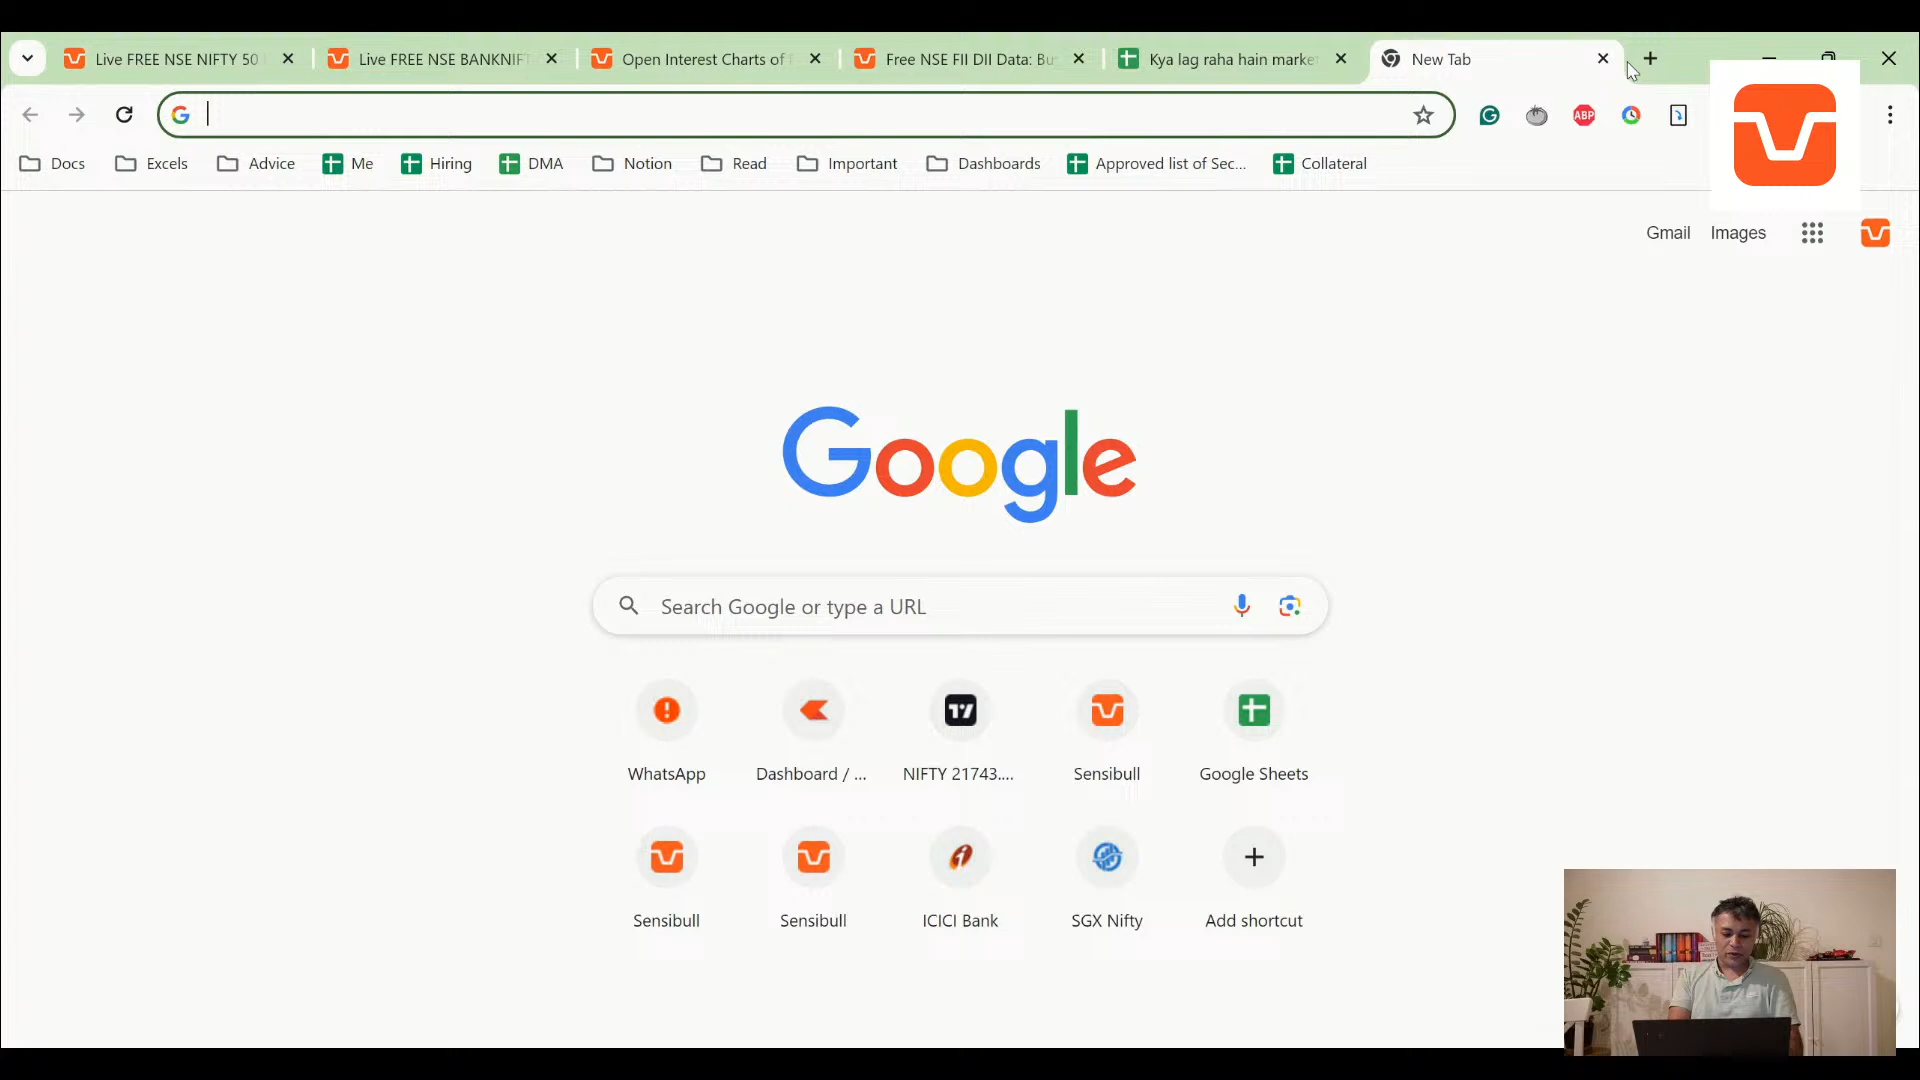 Live FREE NSE NIFTY 50
Live FREE NSE BANKNIFT
Open Interest Charts of
Free NSE FII DII Data: Bu
Kya lag raha hain marke
New Tab
ABP
Docs
Excels
Advice
Me
Hiring
DMA
Notion
Read
Important
Dashboards
Approved list of Sec...
Collateral
Gmail
Images
Google
Search Google or type a URL
WhatsApp
Dashboard / ...
NIFTY 21743....
Sensibull
Google Sheets
Sensibull
Sensibull
ICICI Bank
SGX Nifty
Add shortcut